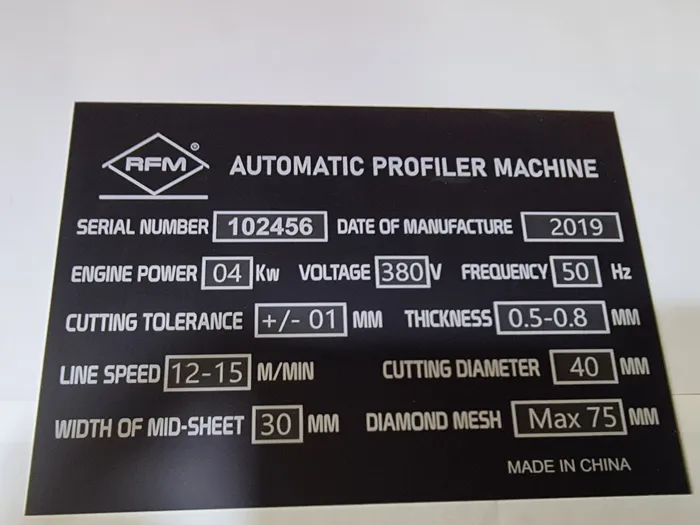 RFM ® AUTOMATIC PROFILER MACHINE
SERIAL NUMBER 102456 DATE OF MANUFACTURE 2019
ENGINE POWER 04 Kw VOLTAGE 380 V FREQUENCY 50 Hz
CUTTING TOLERANCE +/- 01 MM THICKNESS 0.5-0.8 MM
LINE SPEED 12-15 M/MIN CUTTING DIAMETER 40 MM
WIDTH OF MID-SHEET 30 MM DIAMOND MESH Max 75 MM
MADE IN CHINA